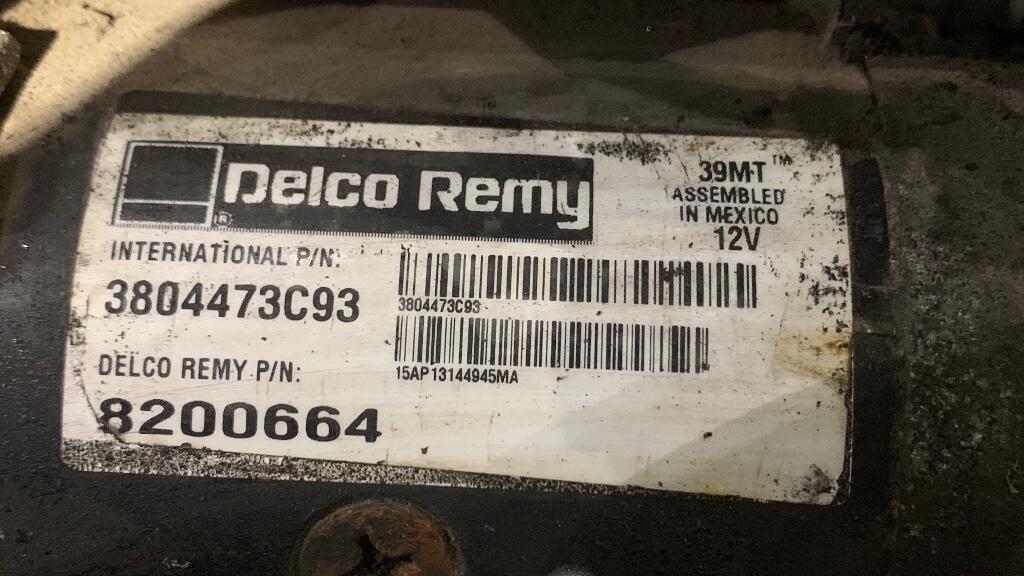 Delco Remy ®
39MT™
ASSEMBLED
IN MEXICO
12V
INTERNATIONAL P/N:
3804473C93
3804473C93
15AP13144945MA
DELCO REMY P/N:
8200664